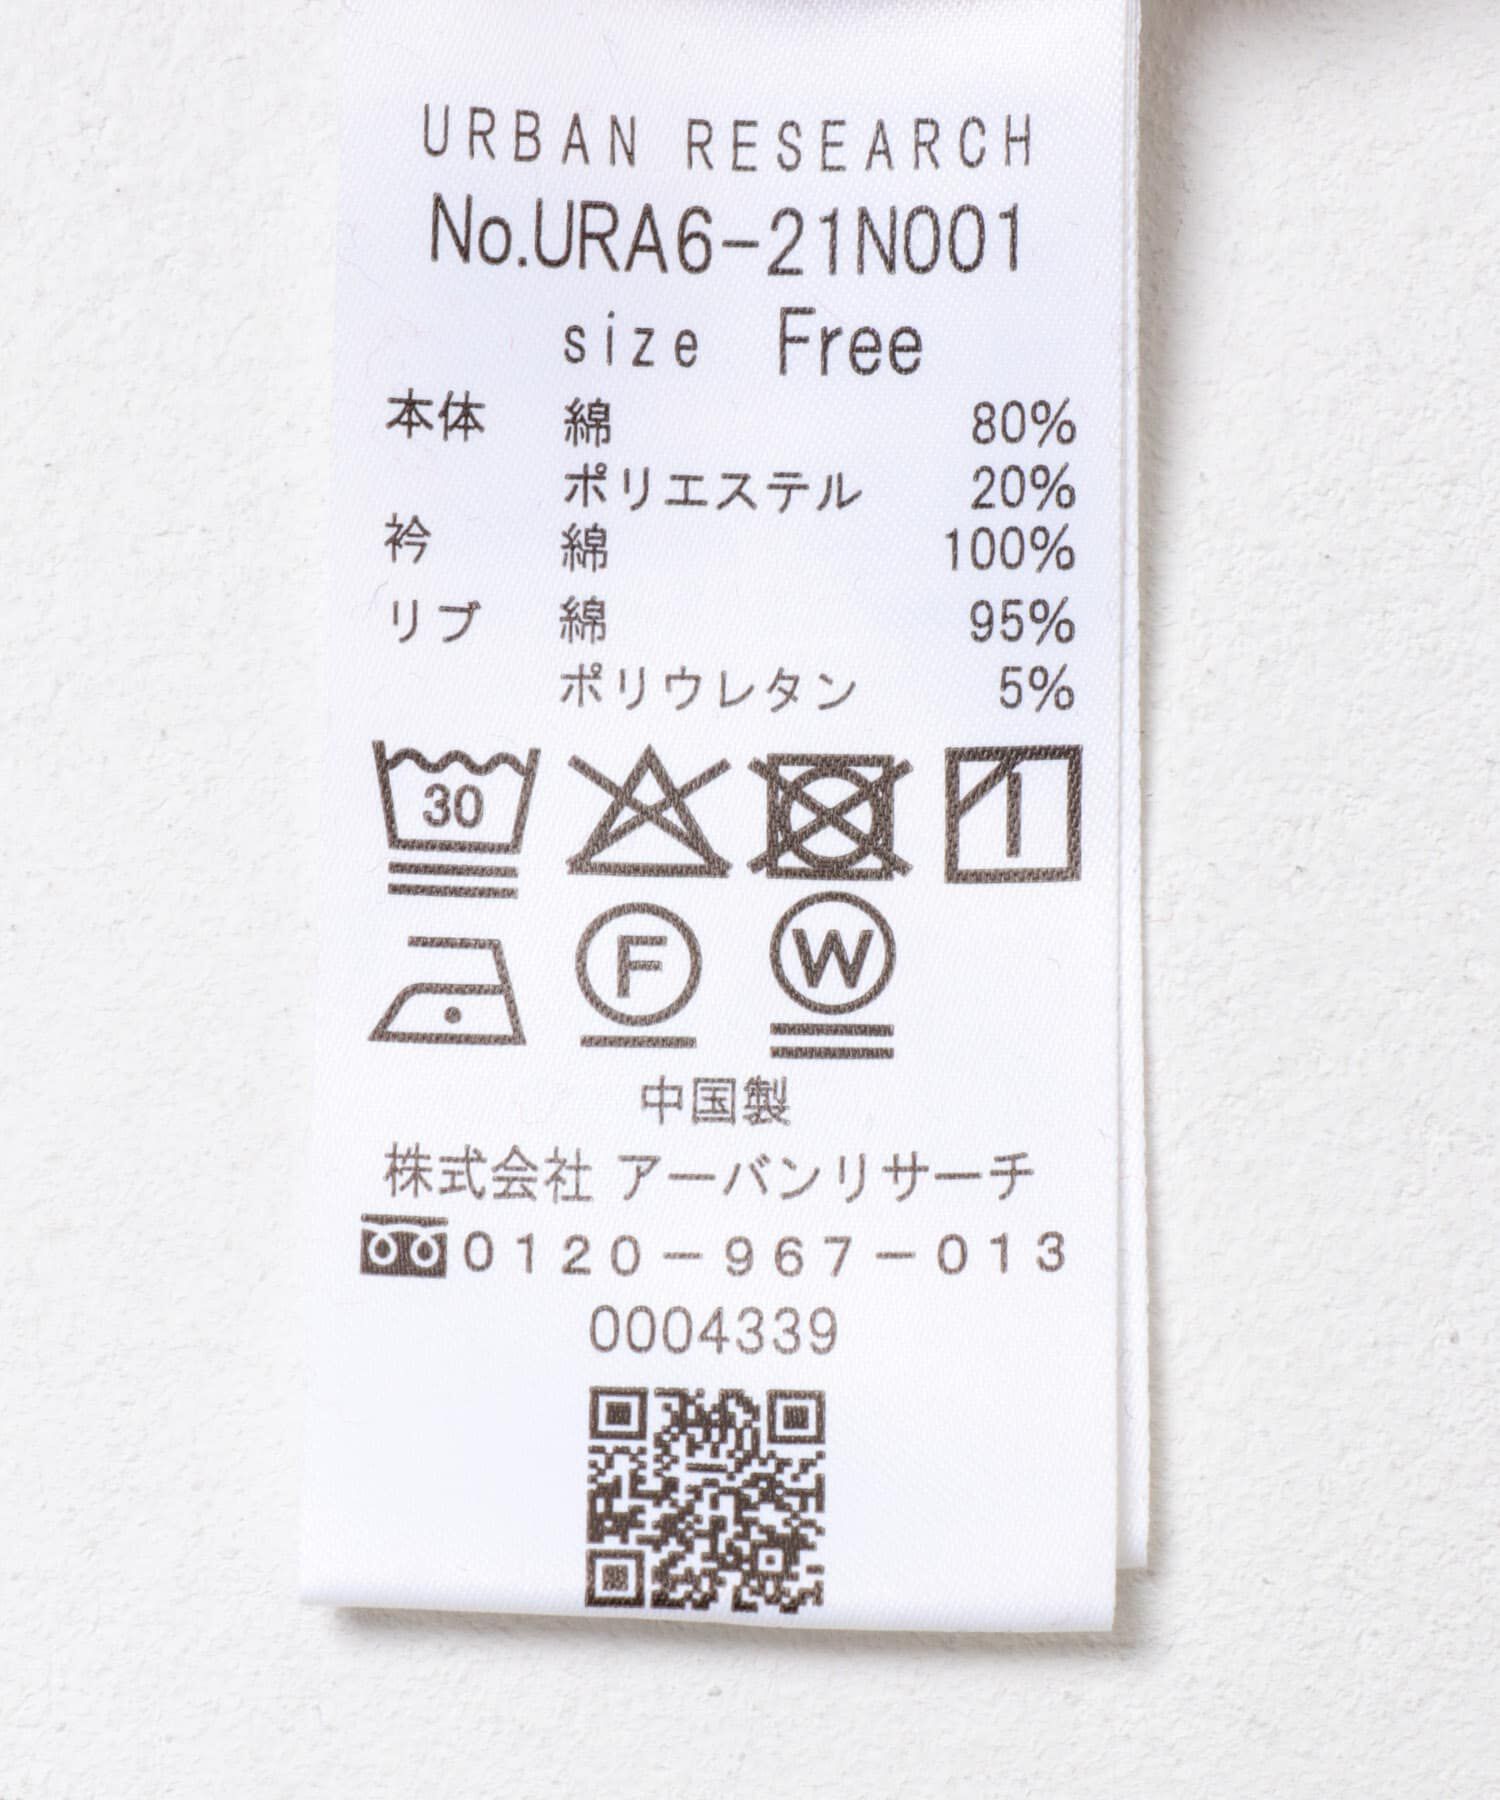 URBAN RESEARCH
No.URA6-21N001
size Free
本体 綿 80%
ポリエステル 20%
衿 綿 100%
リブ 綿 95%
ポリウレタン 5%
30
F W
中国製
株式会社 アーバンリサーチ
0120-967-013
0004339